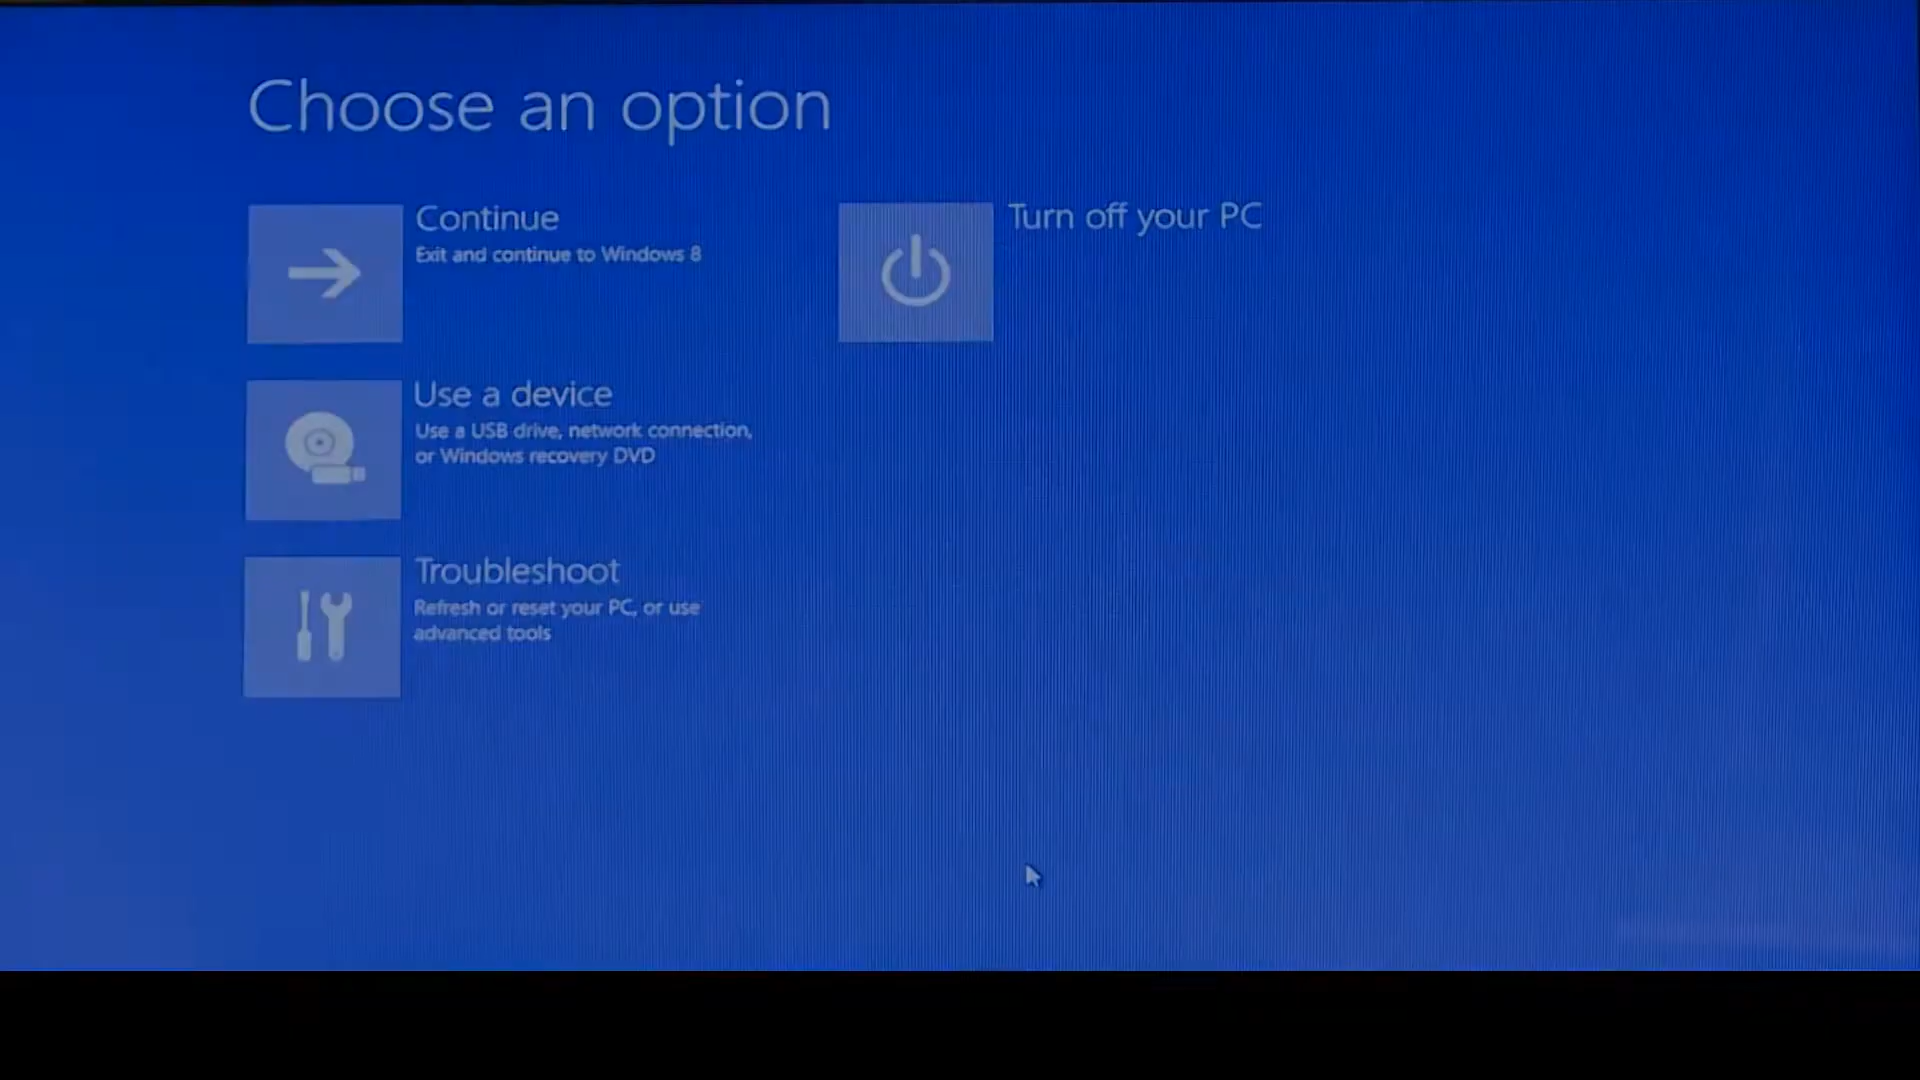 Choose an option
Continue
Exit and continue to Windows 8
Turn off your PC
Use a device
Use a USB drive, network connection,
or Windows recovery DVD
Troubleshoot
Refresh or reset your PC, or use
advanced tools